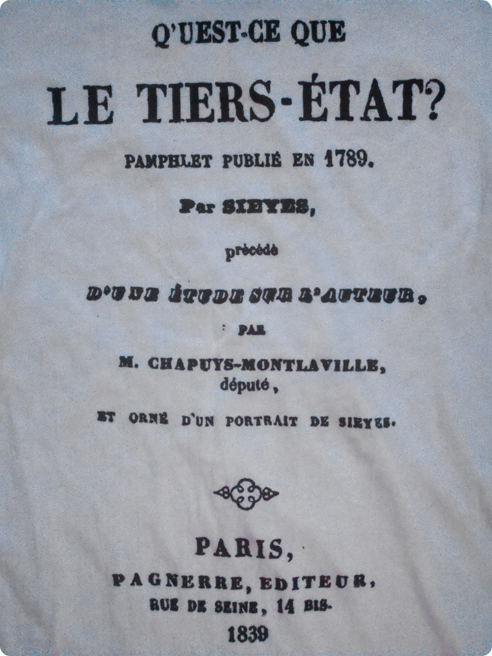 Q'UEST-CE QUE
LE TIERS-ÉTAT?
PAMPHLET PUBLIÉ EN 1789.
Par SIEYES,
précédé
D'UNE ÉTUDE SUR L'AUTEUR,
PAR
M. CHAPUYS-MONTLAVILLE,
député,
ET ORNÉ D'UN PORTRAIT DE SIEYES.
PARIS,
PAGNERRE, EDITEUR,
RUE DE SEINE, 14 BIS.
1839